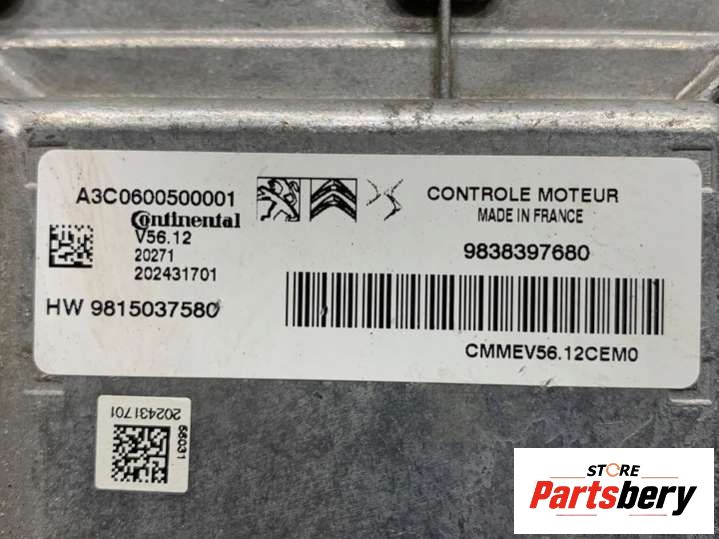 A3C0600500001
Continental
V56.12
20271
202431701
HW 9815037580
CONTROLE MOTEUR
MADE IN FRANCE
9838397680
CMMEV56.12CEM0
202431701
66031
STORE
Partsbery